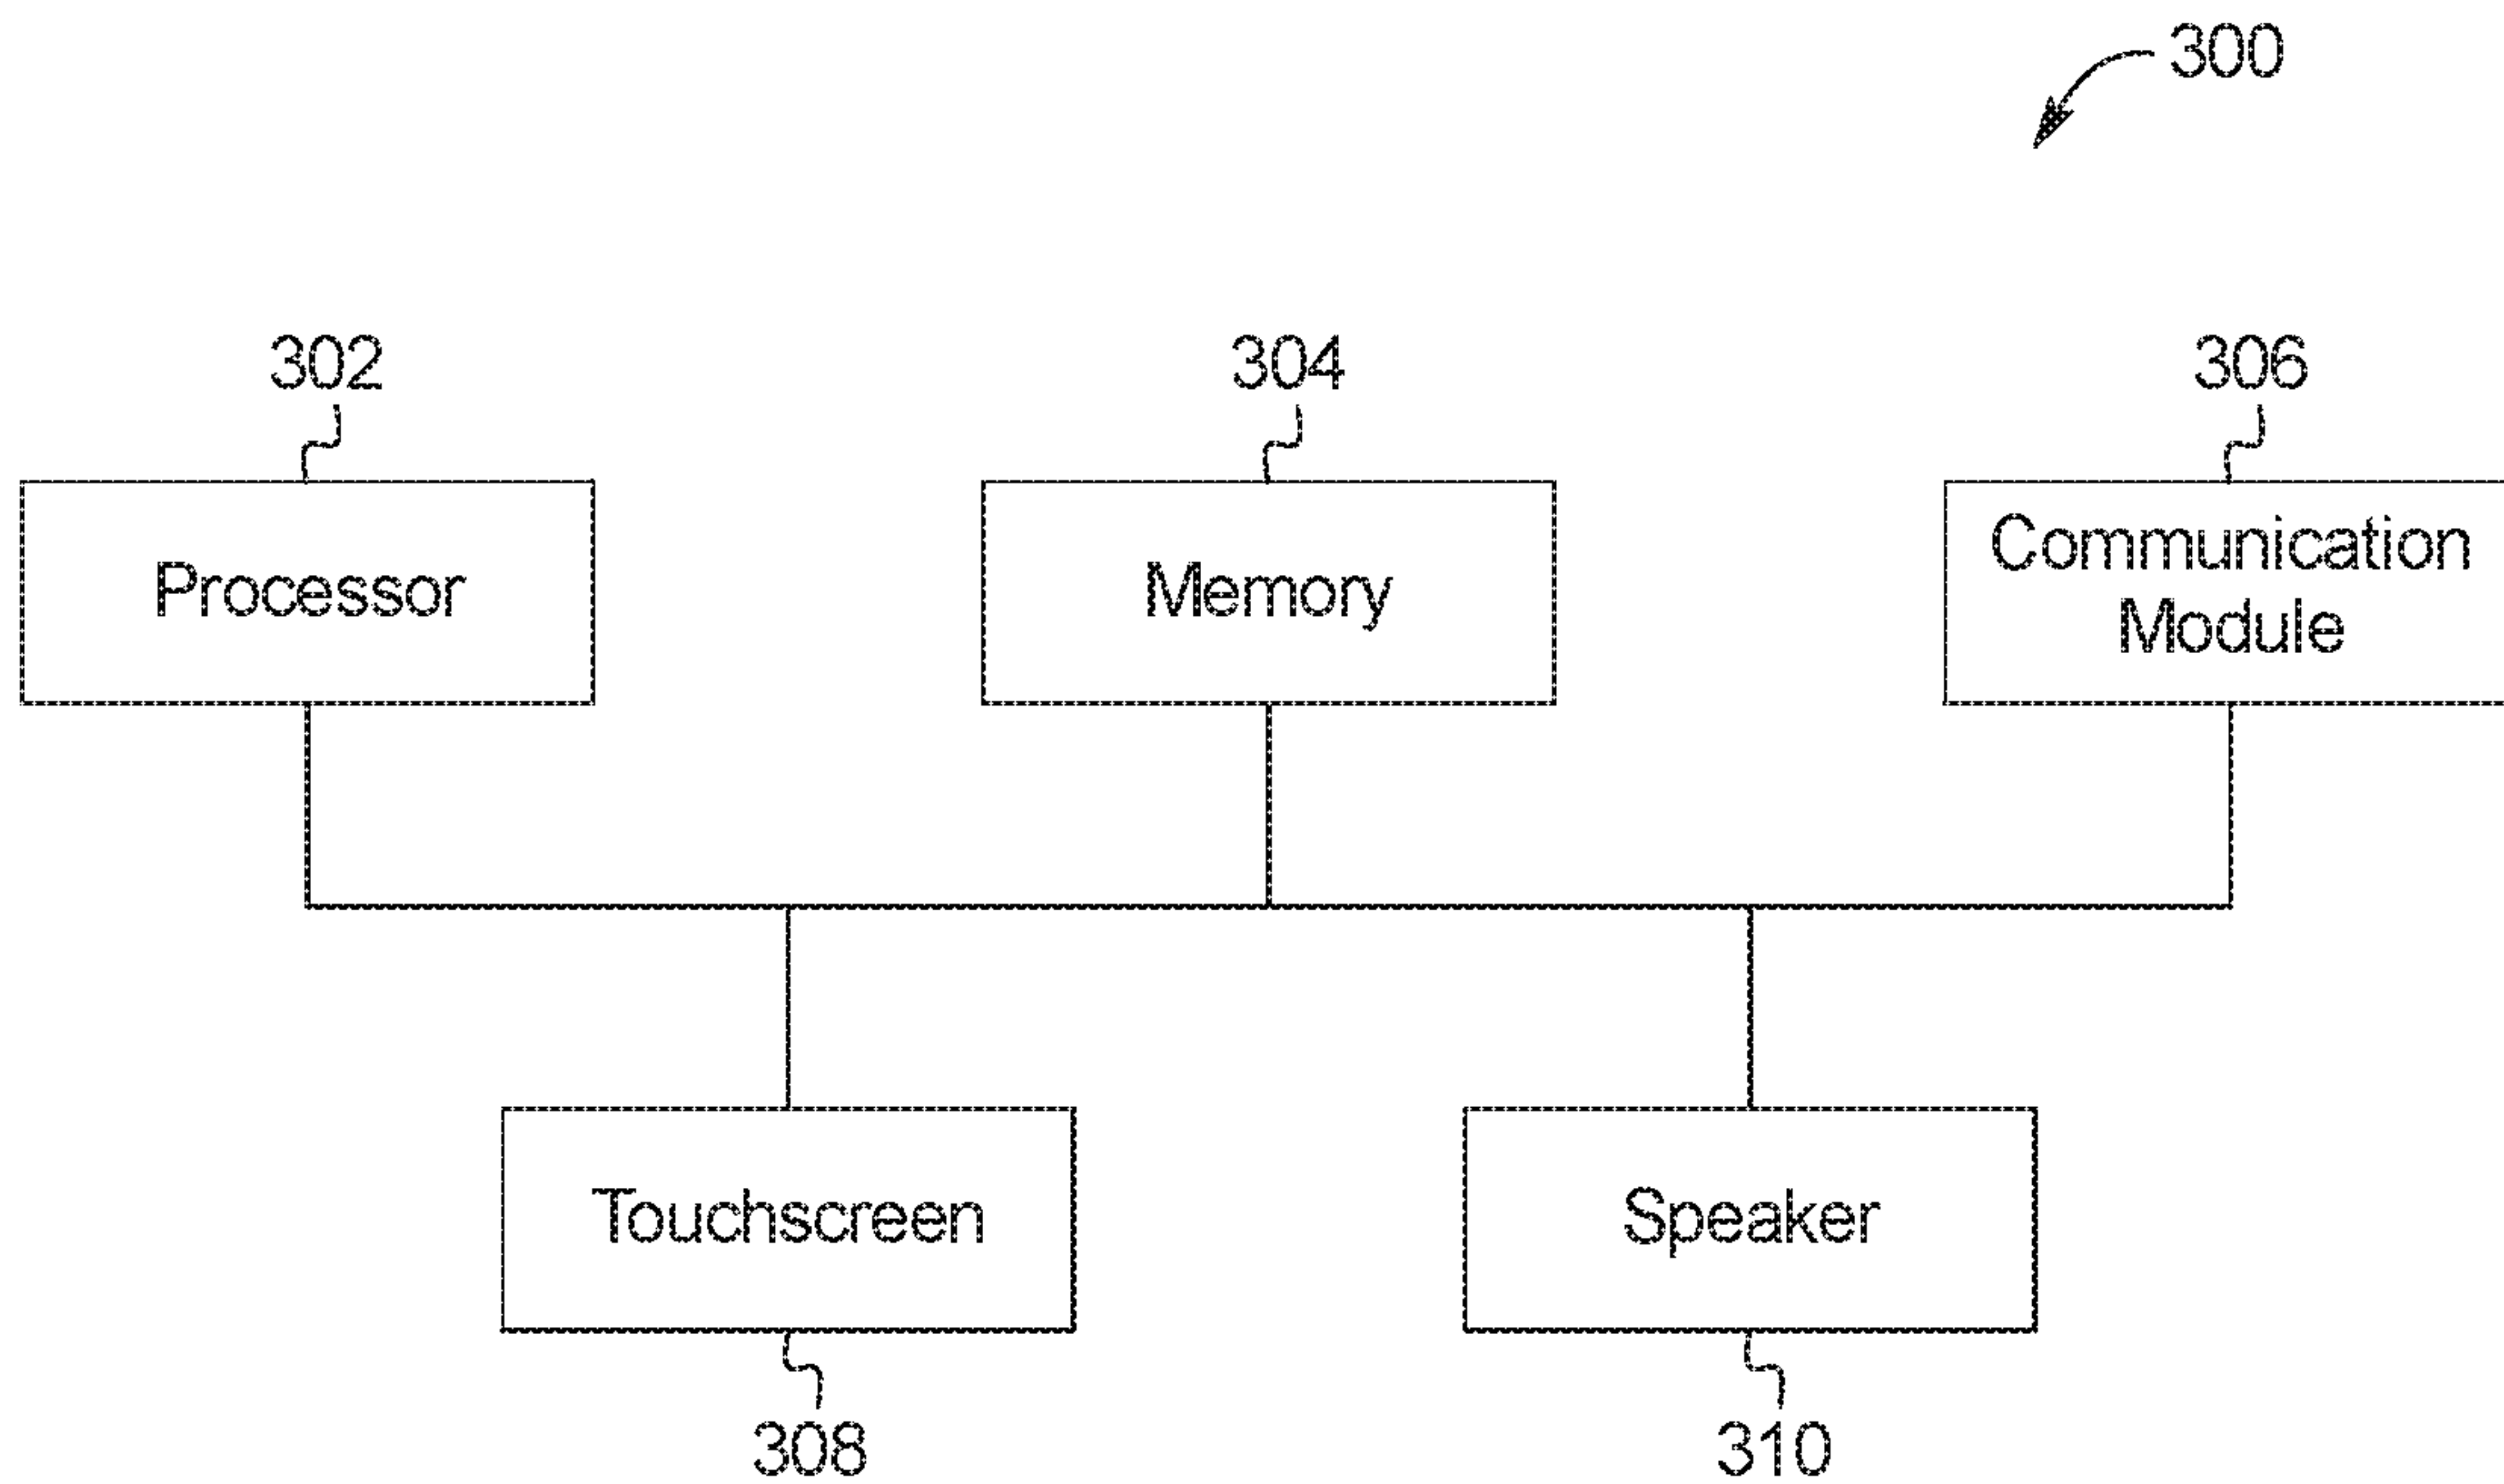 300
302
304
306
Processor
Memory
Communication
Module
Touchscreen
Speaker
308
310